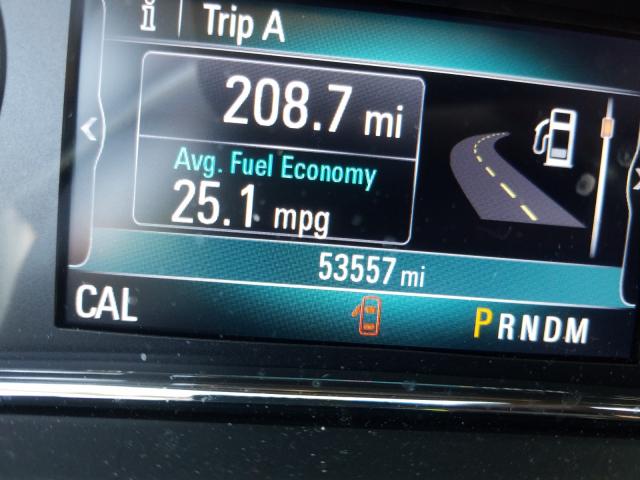 i Trip A
208.7 mi
Avg. Fuel Economy
25.1 mpg
53557 mi
CAL
PRNDM